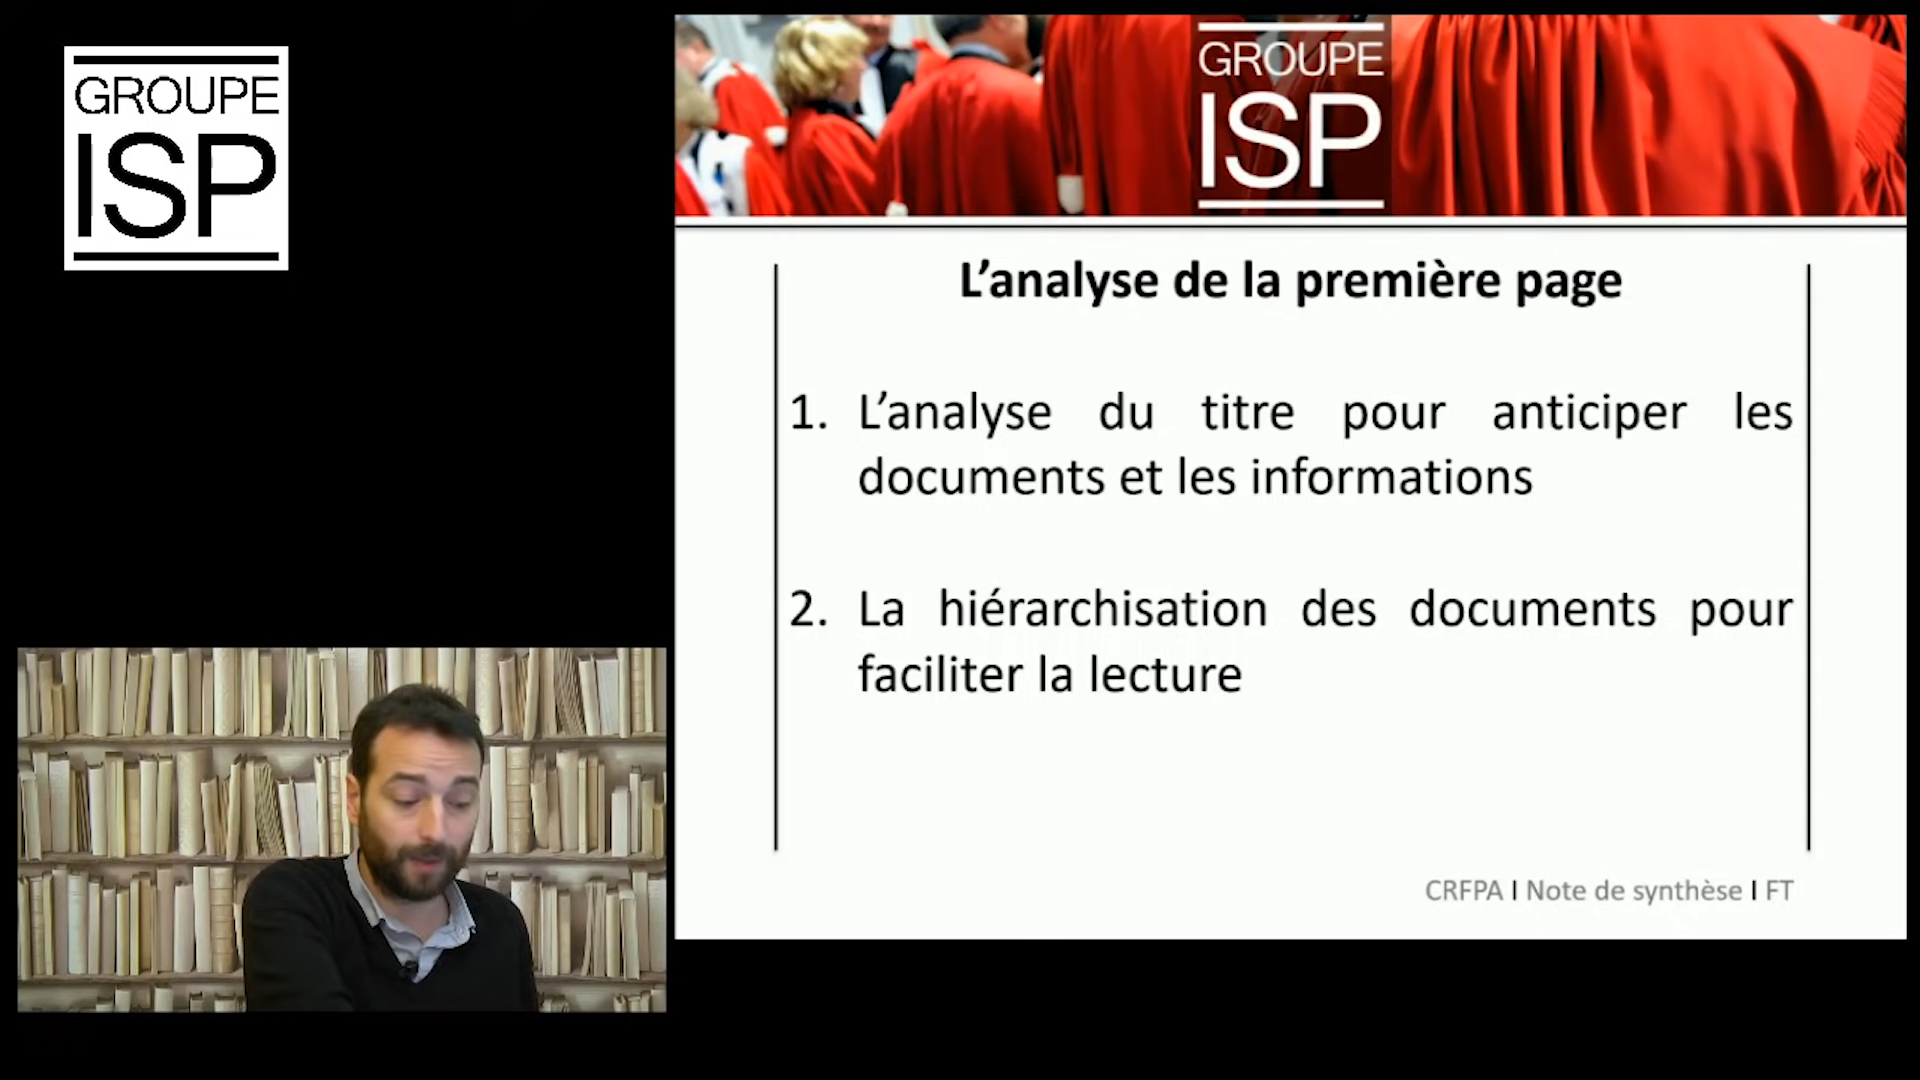 GROUPE
ISP
GROUPE
ISP
L’analyse de la première page
1. L’analyse du titre pour anticiper les
documents et les informations
2. La hiérarchisation des documents pour
faciliter la lecture
CRFPA I Note de synthèse I FT